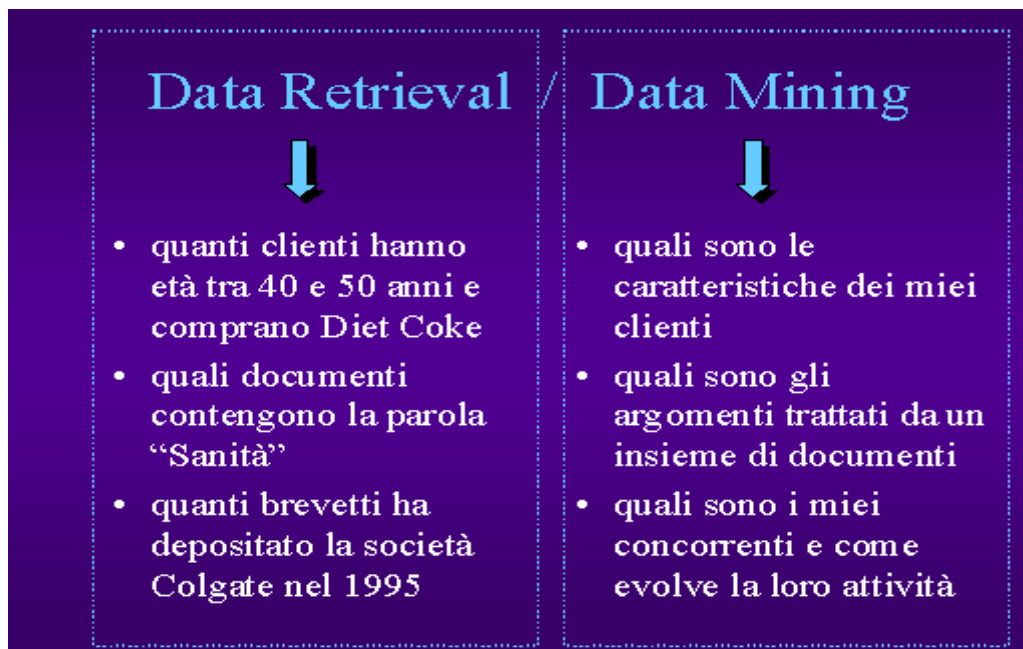 Data Retrieval / Data Mining
• quanti clienti hanno
età tra 40 e 50 anni e
comprano Diet Coke
• quali documenti
contengono la parola
“Sanità”
• quanti brevetti ha
depositato la società
Colgate nel 1995
• quali sono le
caratteristiche dei miei
clienti
• quali sono gli
argomenti trattati da un
insieme di documenti
• quali sono i miei
concorrenti e come
evolve la loro attività